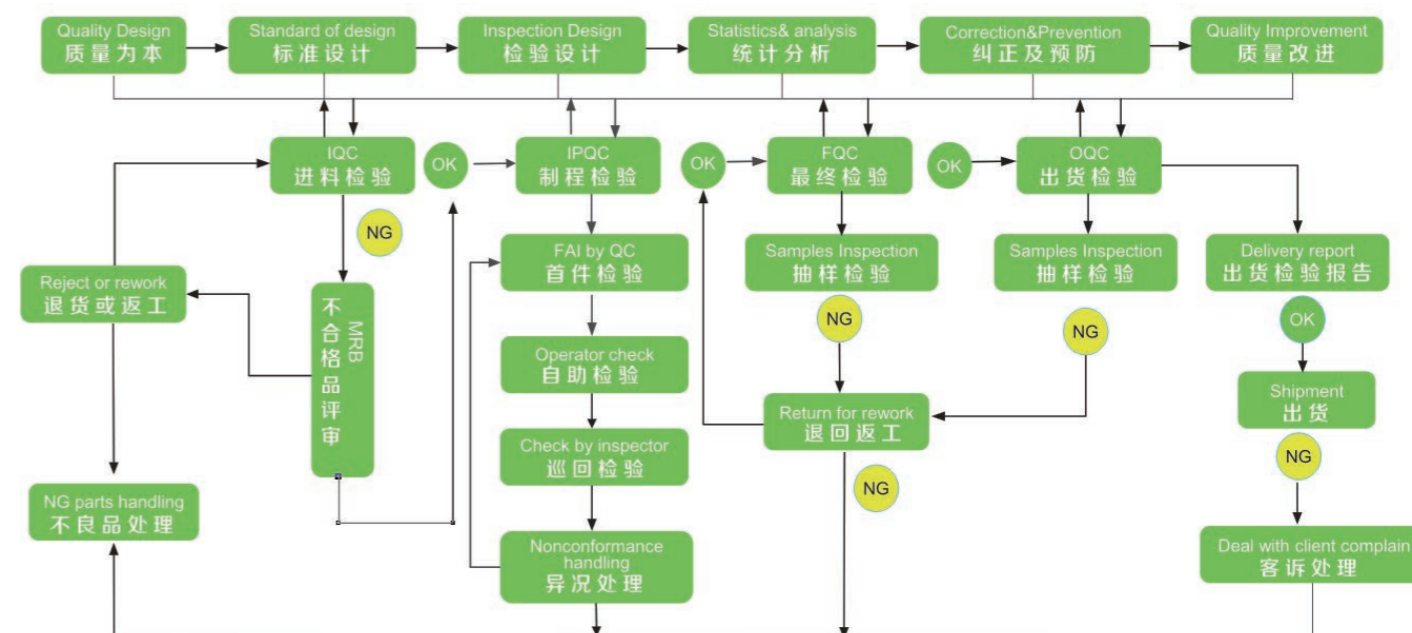 Quality Design
质量为本
Standard of design
标准设计
Inspection Design
检验设计
Statistics& analysis
统计分析
Correction&Prevention
纠正及预防
Quality Improvement
质量改进
IQC
进料检验
OK
IPQC
制程检验
OK
FQC
最终检验
OK
OQC
出货检验
NG
Reject or rework
退货或返工
MRB
不合格品评审
FAI by QC
首件检验
Samples Inspection
抽样检验
Samples Inspection
抽样检验
Delivery report
出货检验报告
NG
NG
OK
Operator check
自助检验
Return for rework
退回返工
Shipment
出货
Check by inspector
巡回检验
NG
NG
NG parts handling
不良品处理
Nonconformance
handling
异况处理
Deal with client complain
客诉处理